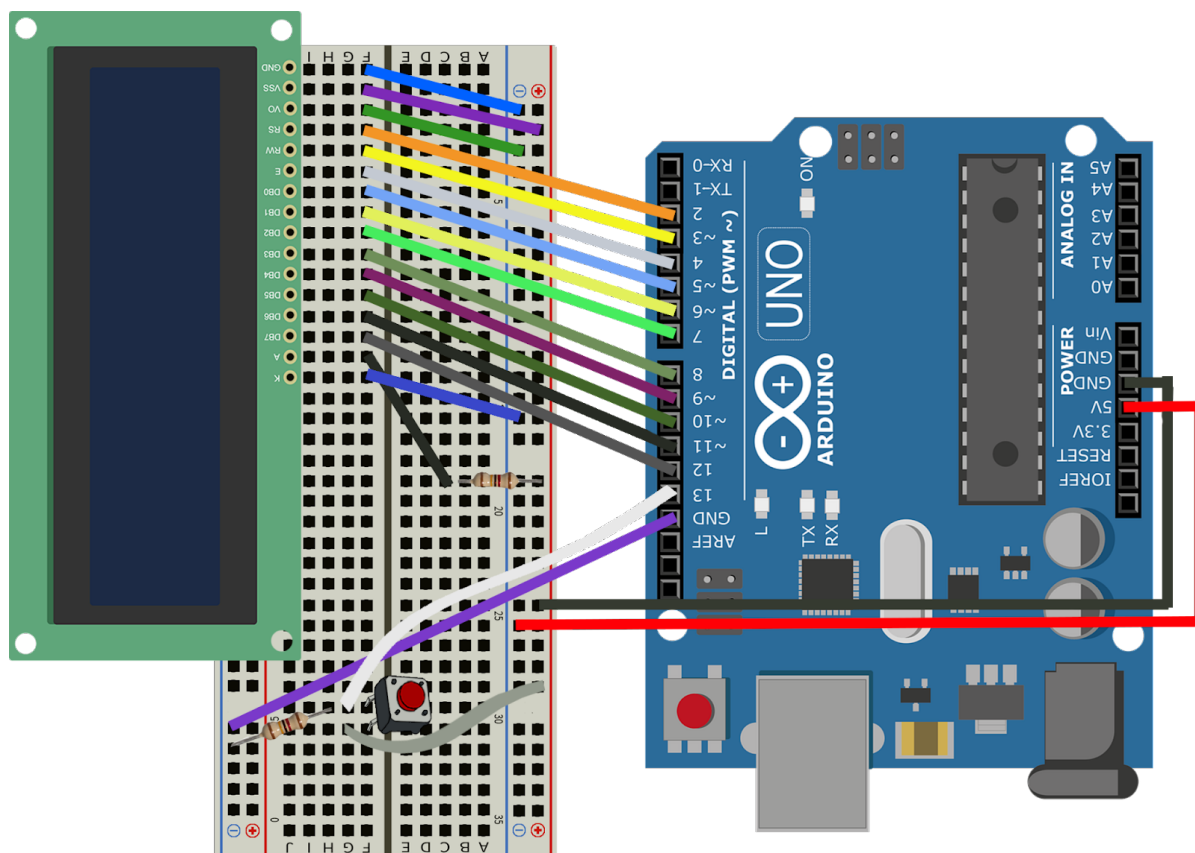 GND
VSS
VO
RS
RW
E
DB0
DB1
DB2
DB3
DB4
DB5
DB6
DB7
A
K
I H G F E D C B A
5
20
25
30
35
5
0
J I H G F E D C B A
RX-0
TX-1
2
~3
4
~5
~6
7
8
~9
~10
~11
12
13
GND
AREF
DIGITAL (PWM ~)
ON
UNO
ARDUINO
L
TX
RX
ANALOG IN
A5
A4
A3
A2
A1
A0
POWER
Vin
GND
GND
5V
3.3V
RESET
IOREF